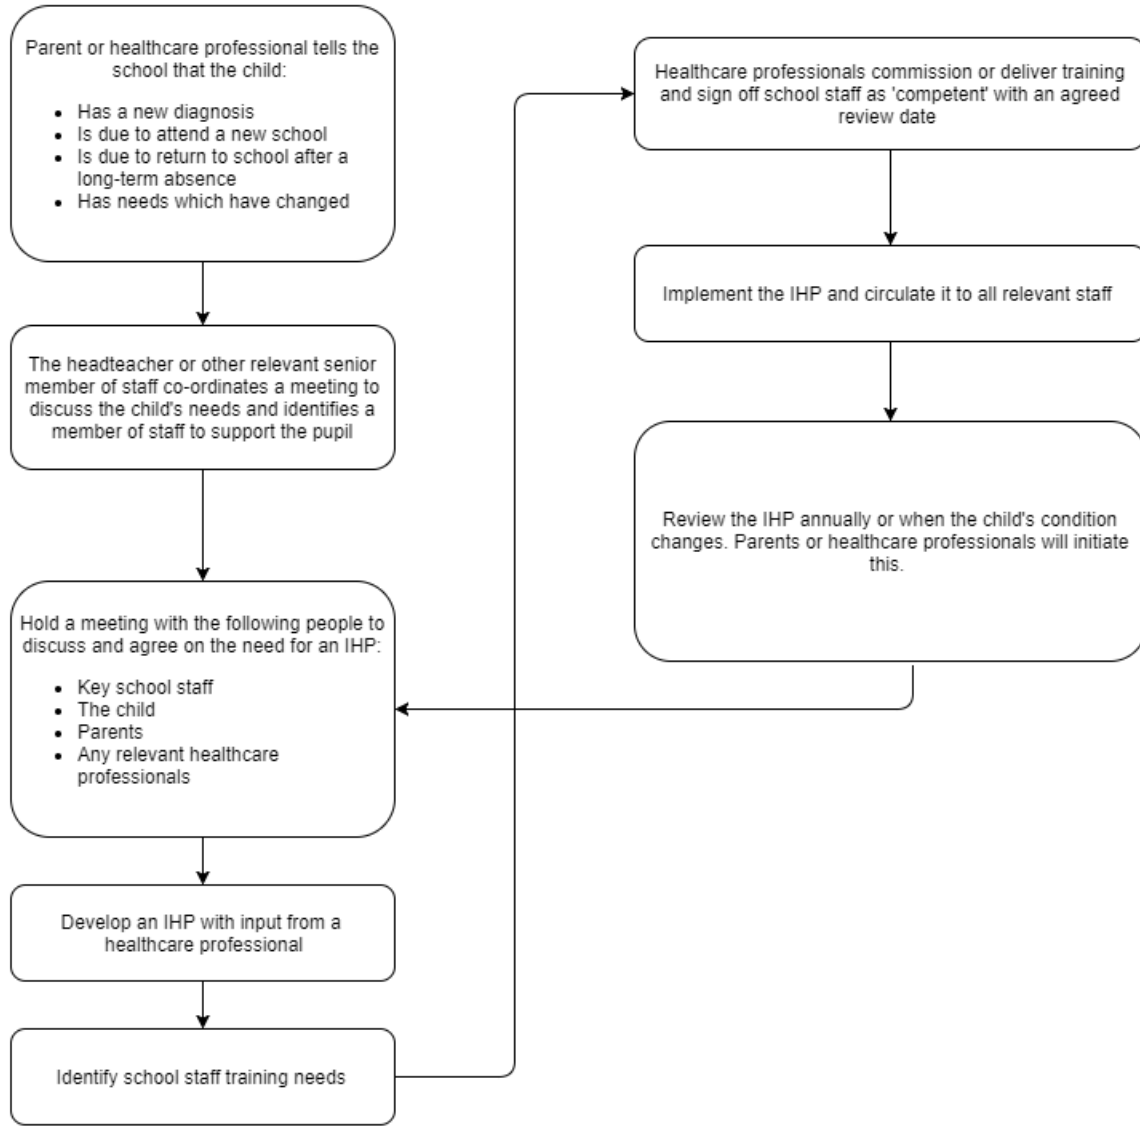 Parent or healthcare professional tells the
school that the child:
• Has a new diagnosis
• Is due to attend a new school
• Is due to return to school after a
long-term absence
• Has needs which have changed
The headteacher or other relevant senior
member of staff co-ordinates a meeting to
discuss the child's needs and identifies a
member of staff to support the pupil
Hold a meeting with the following people to
discuss and agree on the need for an IHP:
• Key school staff
• The child
• Parents
• Any relevant healthcare
professionals
Develop an IHP with input from a
healthcare professional
Identify school staff training needs
Healthcare professionals commission or deliver training
and sign off school staff as 'competent' with an agreed
review date
Implement the IHP and circulate it to all relevant staff
Review the IHP annually or when the child's condition
changes. Parents or healthcare professionals will initiate
this.